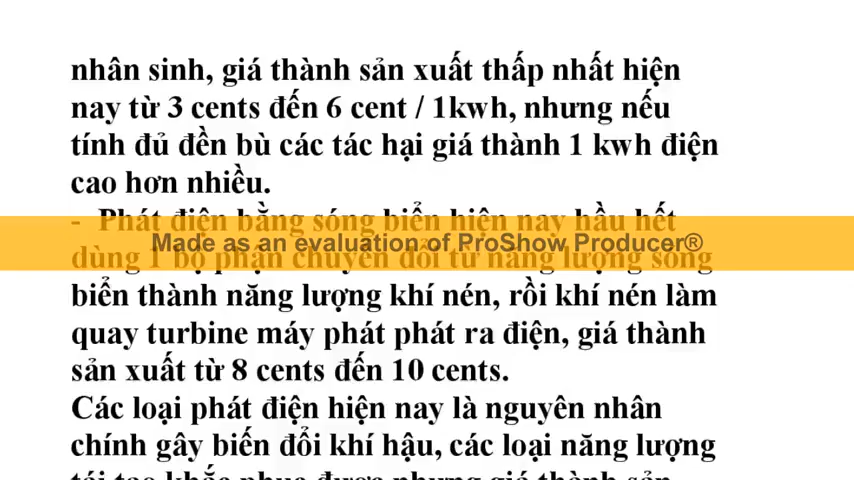 nhân sinh, giá thành sản xuất thấp nhất hiện
nay từ 3 cents đến 6 cent / 1kwh, nhưng nếu
tính đủ đền bù các tác hại giá thành 1 kwh điện
cao hơn nhiều.
- Phát điện bằng sóng biển hiện nay hầu hết
Made as an evaluation of ProShow Producer®
dùng 1 bộ phận chuyển đổi từ năng lượng sóng
biển thành năng lượng khí nén, rồi khí nén làm
quay turbine máy phát phát ra điện, giá thành
sản xuất từ 8 cents đến 10 cents.
Các loại phát điện hiện nay là nguyên nhân
chính gây biến đổi khí hậu, các loại năng lượng
tái tạo khắc phục được nhưng giá thành sản